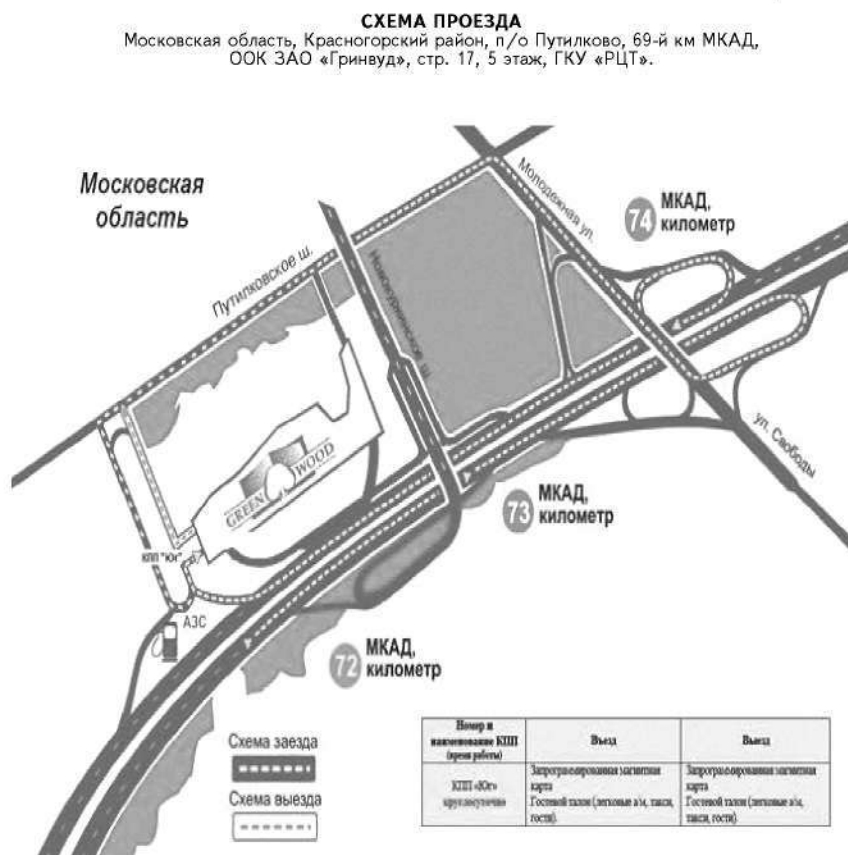 СХЕМА ПРОЕЗДА
Московская область, Красногорский район, п/о Путилково, 69-й км МКАД,
ООК ЗАО «Гринвуд», стр. 17, 5 этаж, ГКУ «РЦТ».
Московская
область
Молодежная ул.
74
МКАД,
километр
Путилковское ш.
ш.
ул. Свободы
GREENWOOD
73
МКАД,
километр
КПП "Юг"
АЗС
72
МКАД,
километр
Схема заезда
Схема выезда
Номер и
наименование КПП
(время работы)
Въезд
Выезд
КПП «Юг»
круглосуточно
Запрограммированная магнитная
карта
Гостевой талон (легковые а/м, такси,
гости).
Запрограммированная магнитная
карта
Гостевой талон (легковые а/м,
такси, гости).